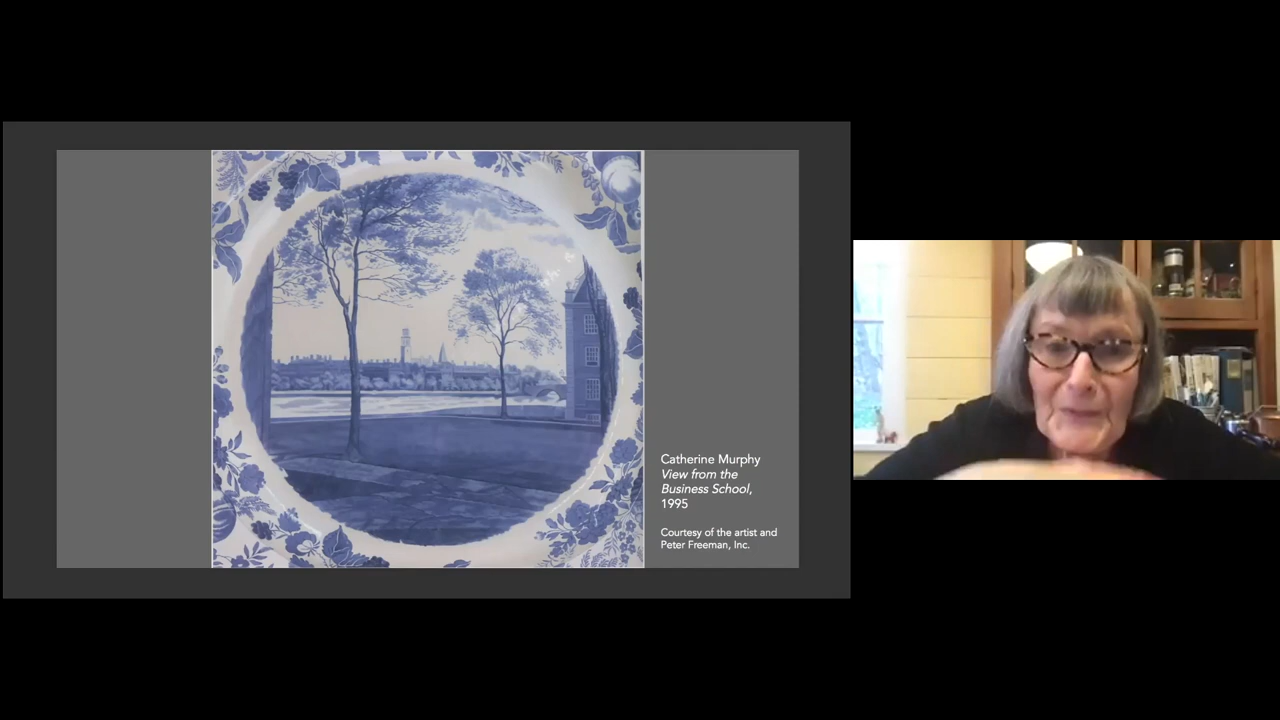 Catherine Murphy
View from the
Business School,
1995
Courtesy of the artist and
Peter Freeman, Inc.